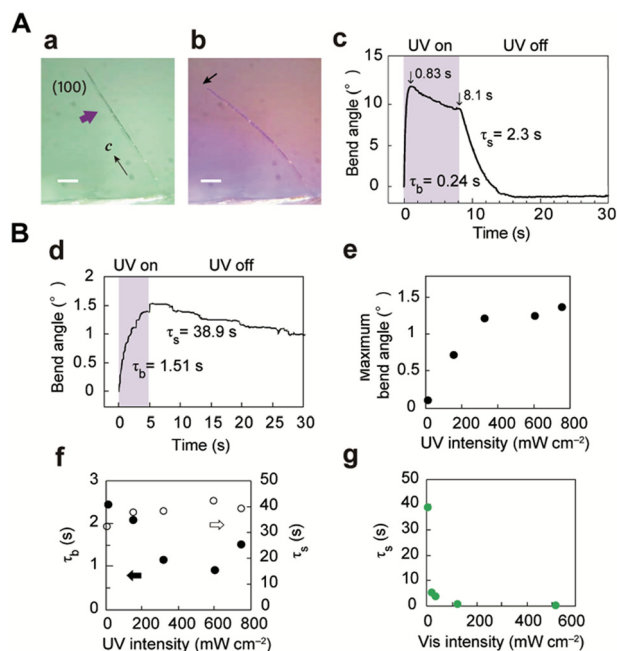 A
a
b
(100)
c
c
UV on
UV off
Bend angle (°)
15
10
5
0
0.83 s
8.1 s
τs = 2.3 s
τb = 0.24 s
0
10
20
30
Time (s)
B
d
UV on
UV off
Bend angle (°)
2
1.5
1
0.5
0
τs = 38.9 s
τb = 1.51 s
0
5
10
15
20
25
30
Time (s)
e
Maximum
bend angle (°)
1.5
1
0.5
0
0
200
400
600
800
UV intensity (mW cm–2)
f
τb (s)
3
2
1
0
50
40
30
20
10
0
τs (s)
0
200
400
600
800
UV intensity (mW cm–2)
g
τs (s)
50
40
30
20
10
0
0
200
400
600
Vis intensity (mW cm–2)